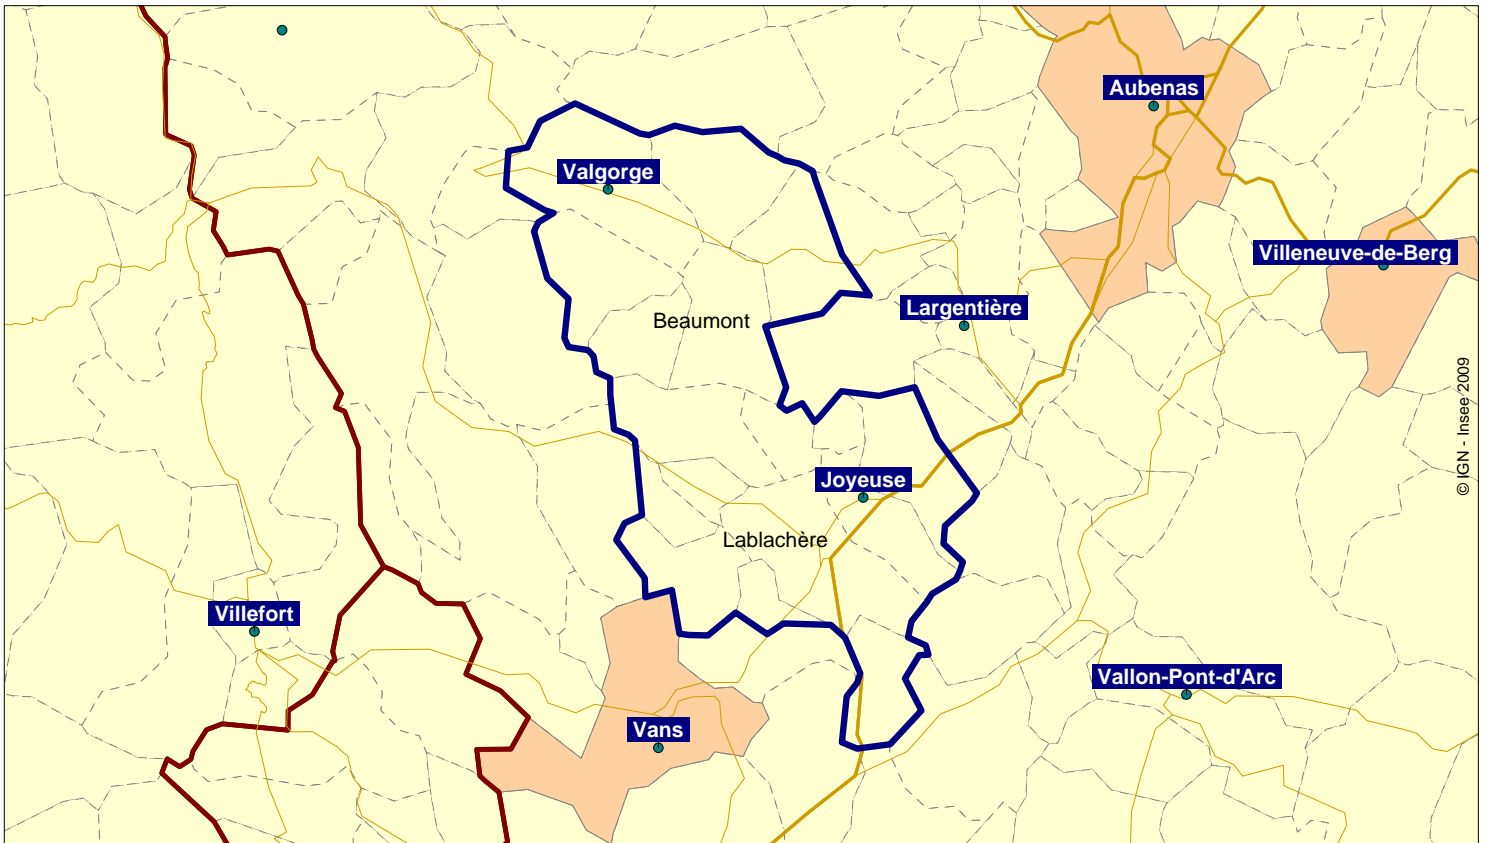 Aubenas
Valgorge
Villeneuve-de-Berg
Largentière
Beaumont
© IGN - Insee 2009
Joyeuse
Lablachère
Villefort
Vallon-Pont-d'Arc
Vans